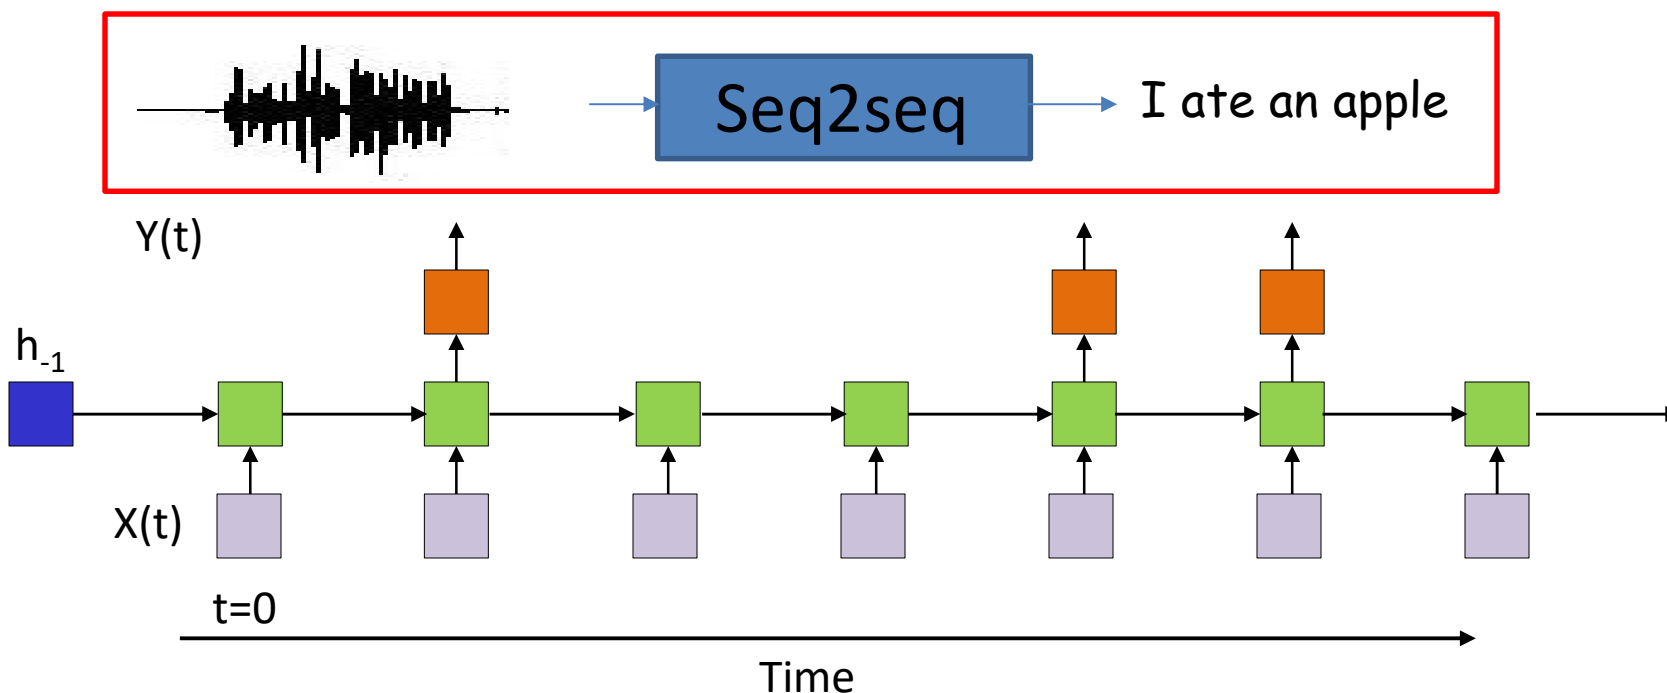 Seq2seq
I ate an apple
Y(t)
h-1
X(t)
t=0
Time